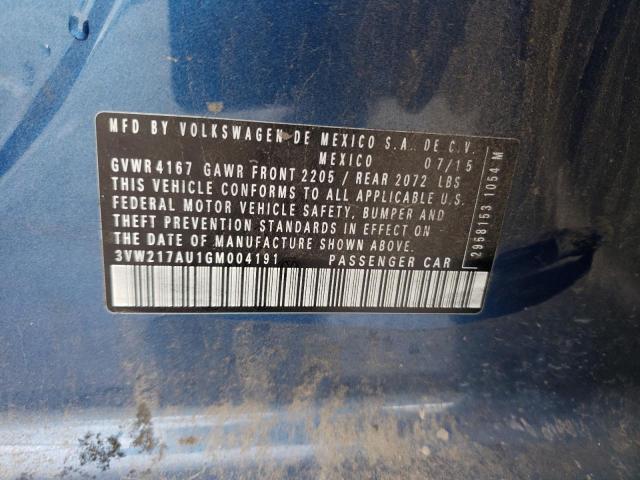 MFD BY VOLKSWAGEN DE MEXICO S.A. DE C.V.
MEXICO 07/15
GVWR 4167 GAWR FRONT 2205 / REAR 2072 LBS
THIS VEHICLE CONFORMS TO ALL APPLICABLE U.S.
FEDERAL MOTOR VEHICLE SAFETY, BUMPER AND
THEFT PREVENTION STANDARDS IN EFFECT ON
THE DATE OF MANUFACTURE SHOWN ABOVE.
3VW217AU1GM004191 PASSENGER CAR
2968153 1054 M